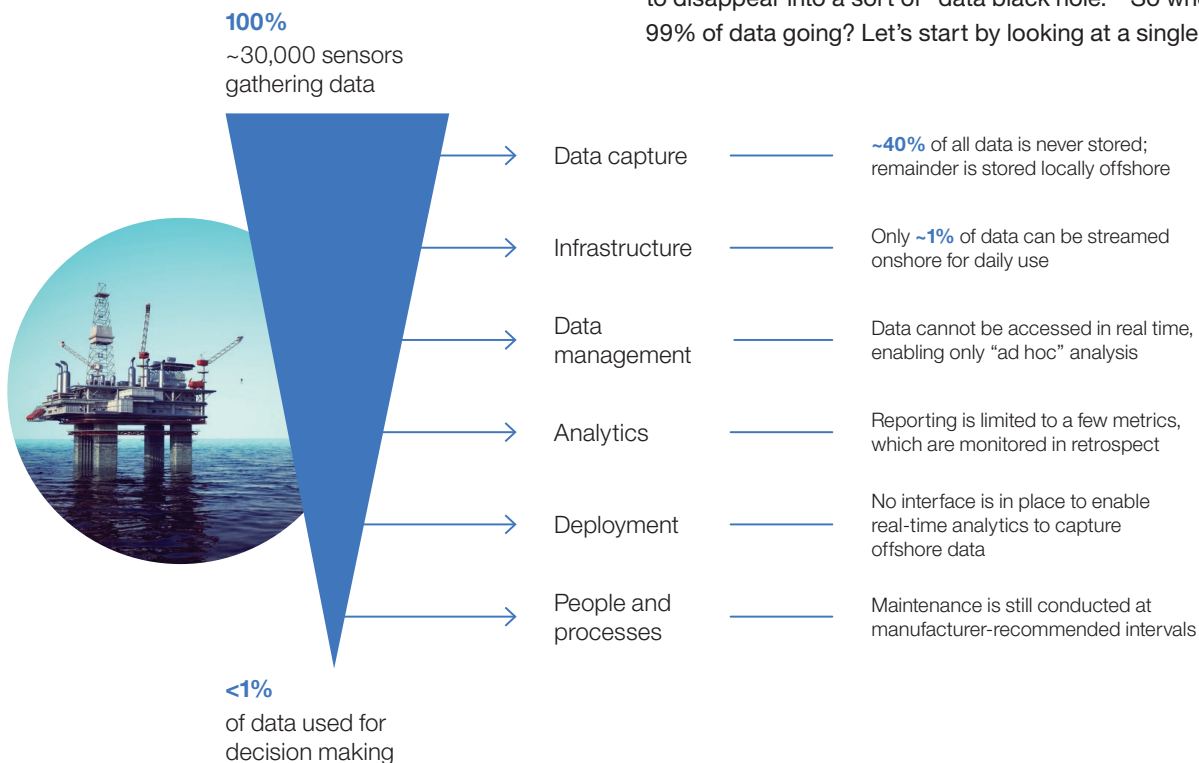 to disappear into a sort of “data black hole.” So whe
99% of data going? Let’s start by looking at a single
100%
~30,000 sensors
gathering data
Data capture
~40% of all data is never stored;
remainder is stored locally offshore
Infrastructure
Only ~1% of data can be streamed
onshore for daily use
Data
management
Data cannot be accessed in real time,
enabling only “ad hoc” analysis
Analytics
Reporting is limited to a few metrics,
which are monitored in retrospect
Deployment
No interface is in place to enable
real-time analytics to capture
offshore data
People and
processes
Maintenance is still conducted at
manufacturer-recommended intervals
<1%
of data used for
decision making